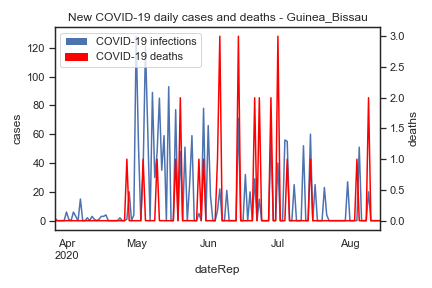 New COVID-19 daily cases and deaths - Guinea_Bissau
COVID-19 infections
COVID-19 deaths
120
100
80
60
40
20
0
cases
3.0
2.5
2.0
1.5
1.0
0.5
0.0
deaths
Apr
2020
May
Jun
Jul
Aug
dateRep